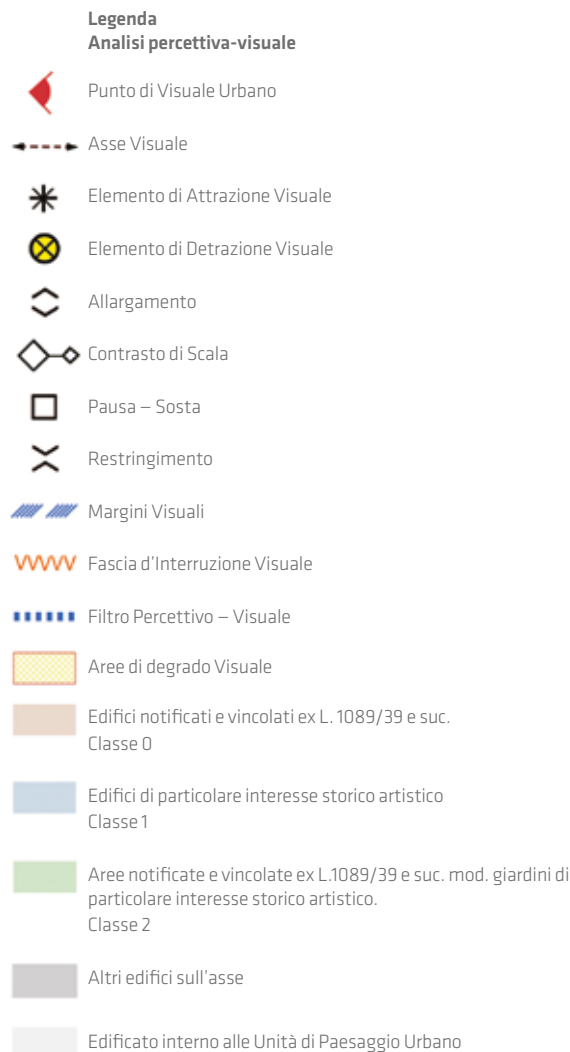 Legenda
Analisi percettiva-visuale
Punto di Visuale Urbano
Asse Visuale
Elemento di Attrazione Visuale
Elemento di Detrazione Visuale
Allargamento
Contrasto di Scala
Pausa – Sosta
Restringimento
Margini Visuali
Fascia d'Interruzione Visuale
Filtro Percettivo – Visuale
Aree di degrado Visuale
Edifici notificati e vincolati ex L. 1089/39 e suc.
Classe 0
Edifici di particolare interesse storico artistico
Classe 1
Aree notificate e vincolate ex L.1089/39 e suc. mod. giardini di
particolare interesse storico artistico.
Classe 2
Altri edifici sull'asse
Edificato interno alle Unità di Paesaggio Urbano